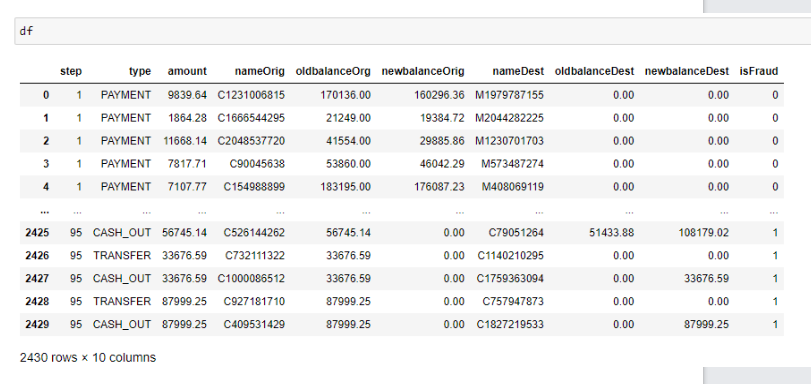 df
step type amount nameOrig oldbalanceOrg newbalanceOrig nameDest oldbalanceDest newbalanceDest isFraud
0 1 PAYMENT 9839.64 C1231006815 170136.00 160296.36 M1979787155 0.00 0.00 0
1 1 PAYMENT 1864.28 C1666544295 21249.00 19384.72 M2044282225 0.00 0.00 0
2 1 PAYMENT 11668.14 C2048537720 41554.00 29885.86 M1230701703 0.00 0.00 0
3 1 PAYMENT 7817.71 C90045638 53860.00 46042.29 M573487274 0.00 0.00 0
4 1 PAYMENT 7107.77 C154988899 183195.00 176087.23 M408069119 0.00 0.00 0
... ... ... ... ... ... ... ... ... ... ...
2425 95 CASH_OUT 56745.14 C526144262 56745.14 0.00 C79051264 51433.88 108179.02 1
2426 95 TRANSFER 33676.59 C732111322 33676.59 0.00 C1140210295 0.00 0.00 1
2427 95 CASH_OUT 33676.59 C1000086512 33676.59 0.00 C1759363094 0.00 33676.59 1
2428 95 TRANSFER 87999.25 C927181710 87999.25 0.00 C757947873 0.00 0.00 1
2429 95 CASH_OUT 87999.25 C409531429 87999.25 0.00 C1827219533 0.00 87999.25 1
2430 rows × 10 columns